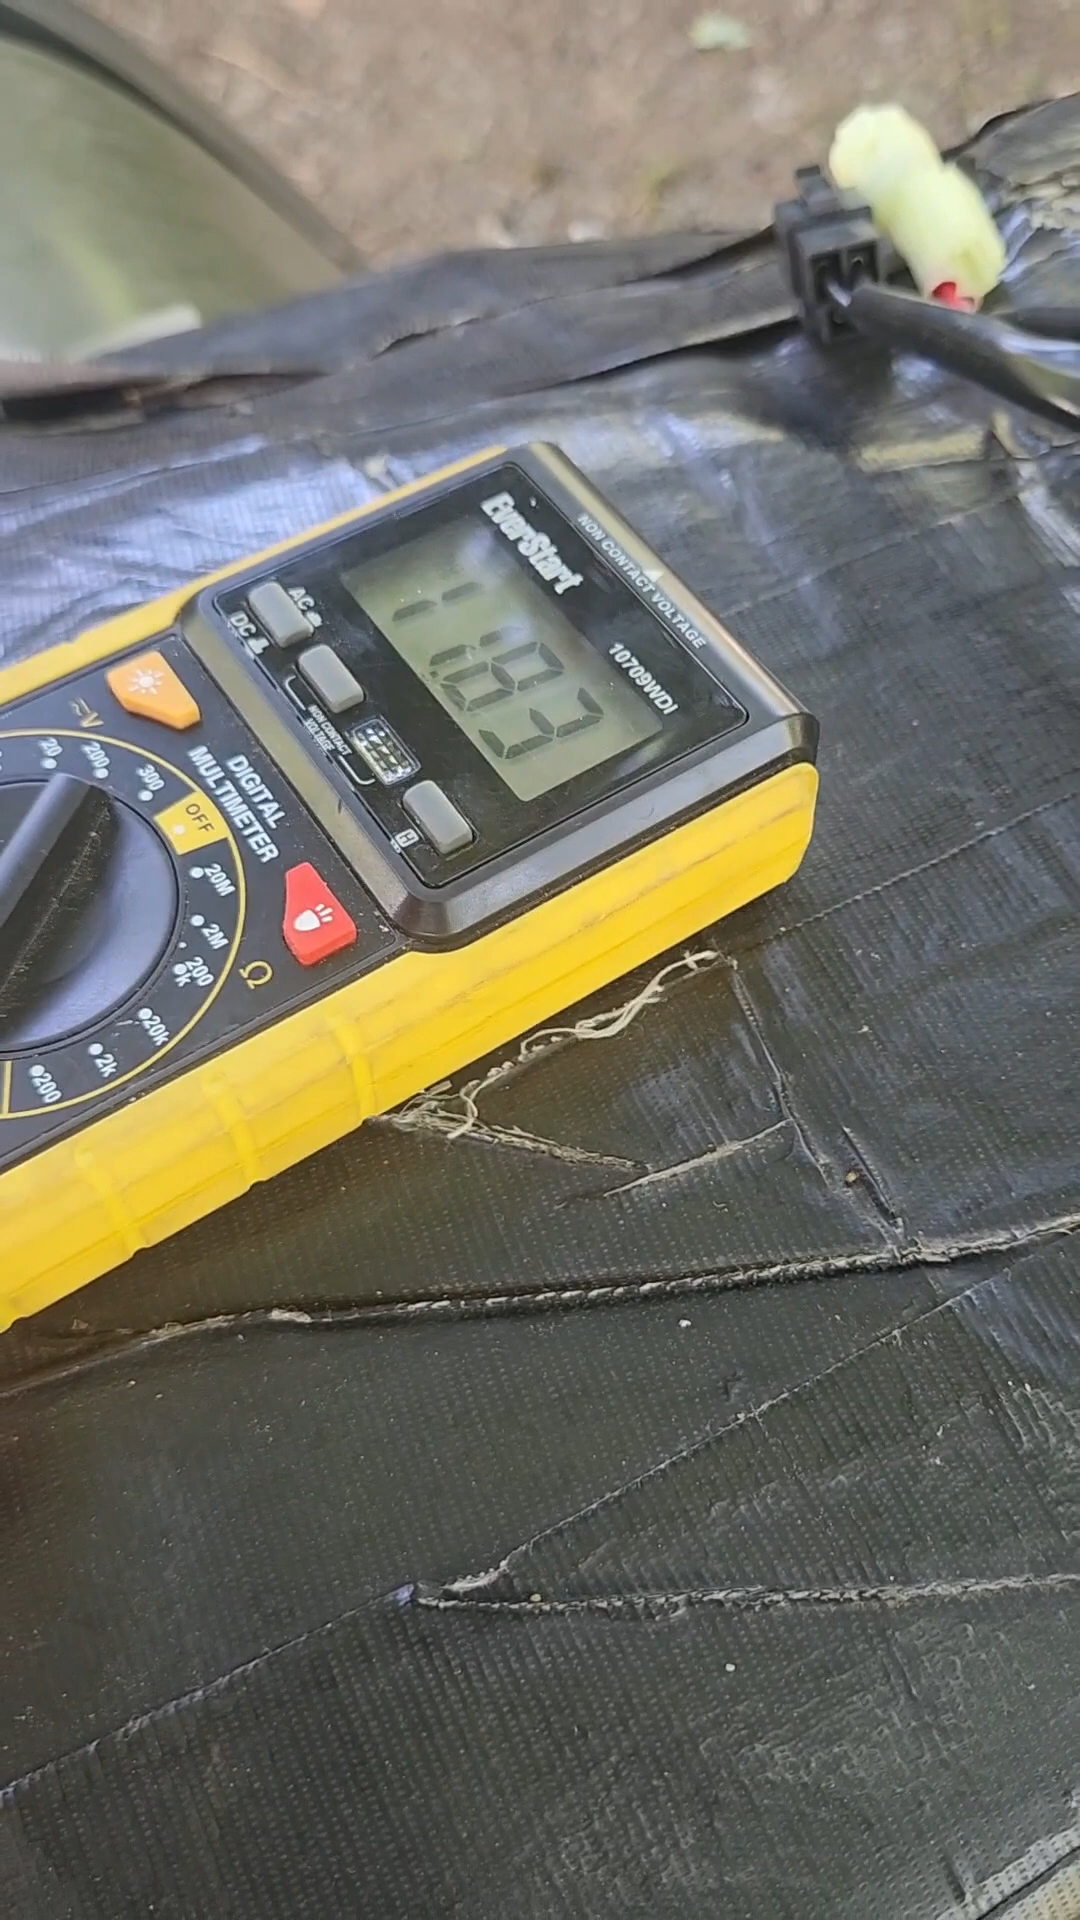 EverStart
NON CONTACT VOLTAGE
10709WDI
AC
DC
NON CONTACT
VOLTAGE
H
DIGITAL
MULTIMETER
≂V
20
200
300
OFF
20M
2M
200
k
20k
2k
200
Ω